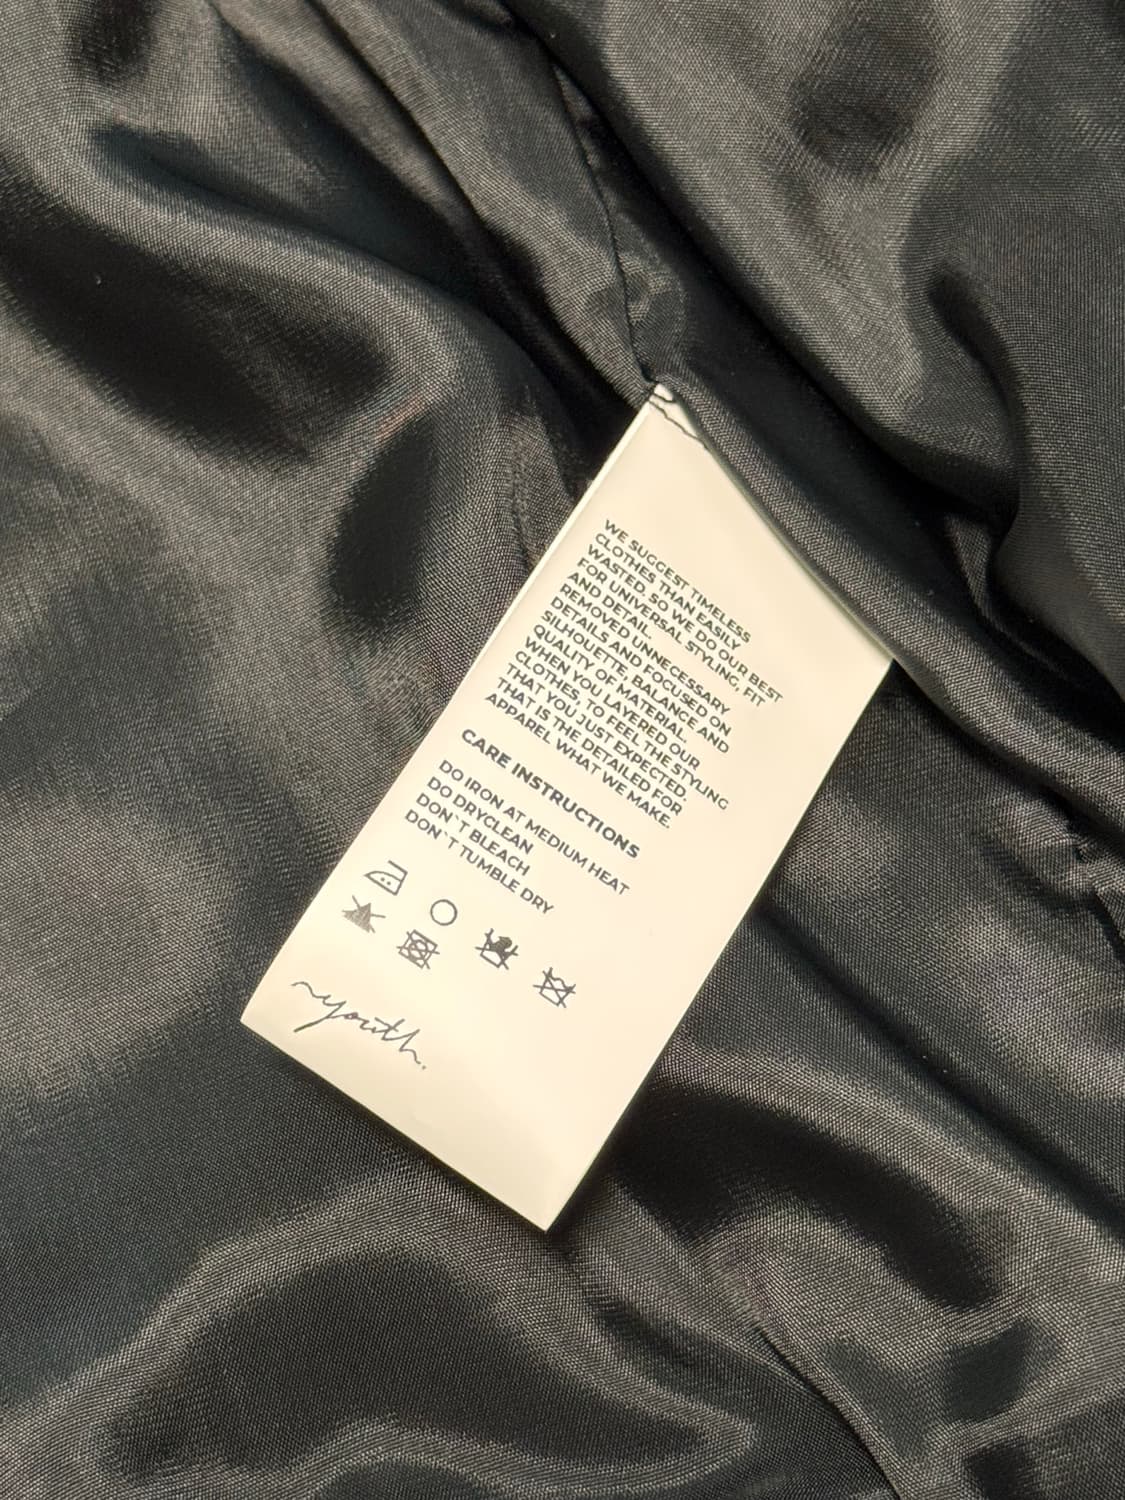 WE SUGGEST TIMELESS
CLOTHES THAN EASILY
WASTED. SO WE DO OUR BEST
FOR UNIVERSAL STYLING, FIT
AND DETAIL.
REMOVED UNNECESSARY
DETAILS AND FOCUSED ON
SILHOUETTE, BALANCE, AND
QUALITY OF MATERIAL.
WHEN YOU LAYERED OUR
CLOTHES, TO FEEL THE STYLING
THAT YOU JUST EXPECTED.
THAT IS THE DETAILED FOR
APPAREL WHAT WE MAKE.
CARE INSTRUCTIONS
DO IRON AT MEDIUM HEAT
DO DRYCLEAN
DON`T BLEACH
DON`T TUMBLE DRY
youth.